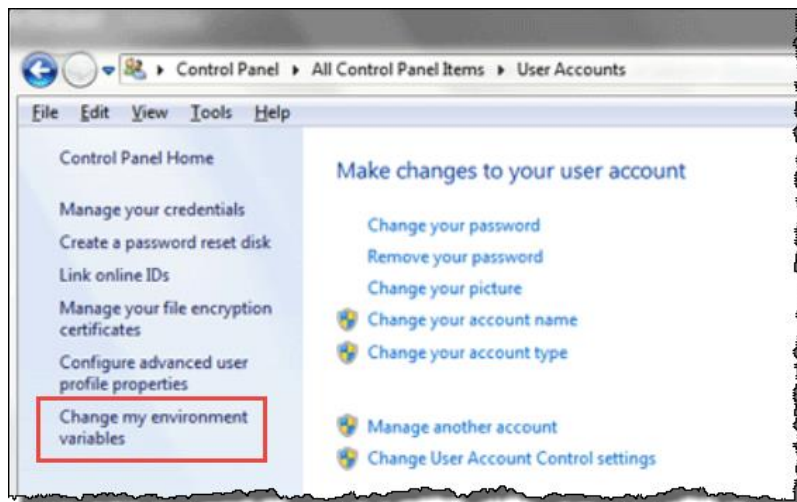 Control Panel ▸ All Control Panel Items ▸ User Accounts
File Edit View Tools Help
Control Panel Home
Manage your credentials
Create a password reset disk
Link online IDs
Manage your file encryption
certificates
Configure advanced user
profile properties
Change my environment
variables
Make changes to your user account
Change your password
Remove your password
Change your picture
Change your account name
Change your account type
Manage another account
Change User Account Control settings